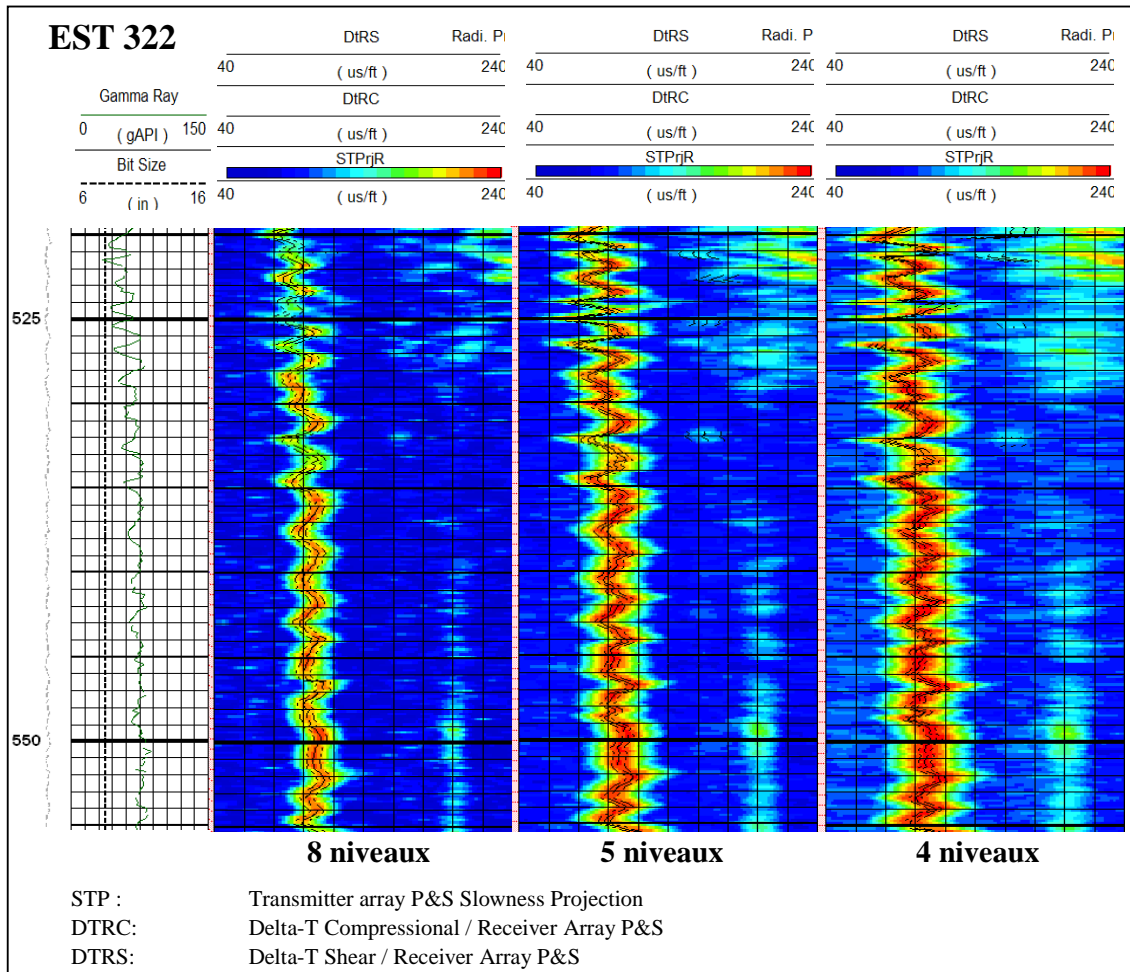 EST 322
DtRS Radi. Pr
40 ( us/ft ) 240
DtRC
40 ( us/ft ) 240
STPrjR
40 ( us/ft ) 240
DtRS Radi. P
40 ( us/ft ) 240
DtRC
40 ( us/ft ) 240
STPrjR
40 ( us/ft ) 240
DtRS Radi. Pr
40 ( us/ft ) 240
DtRC
40 ( us/ft ) 240
STPrjR
40 ( us/ft ) 240
Gamma Ray
0 ( gAPI ) 150
Bit Size
6 ( in ) 16
525
550
8 niveaux
5 niveaux
4 niveaux
STP : Transmitter array P&S Slowness Projection
DTRC: Delta-T Compressional / Receiver Array P&S
DTRS: Delta-T Shear / Receiver Array P&S